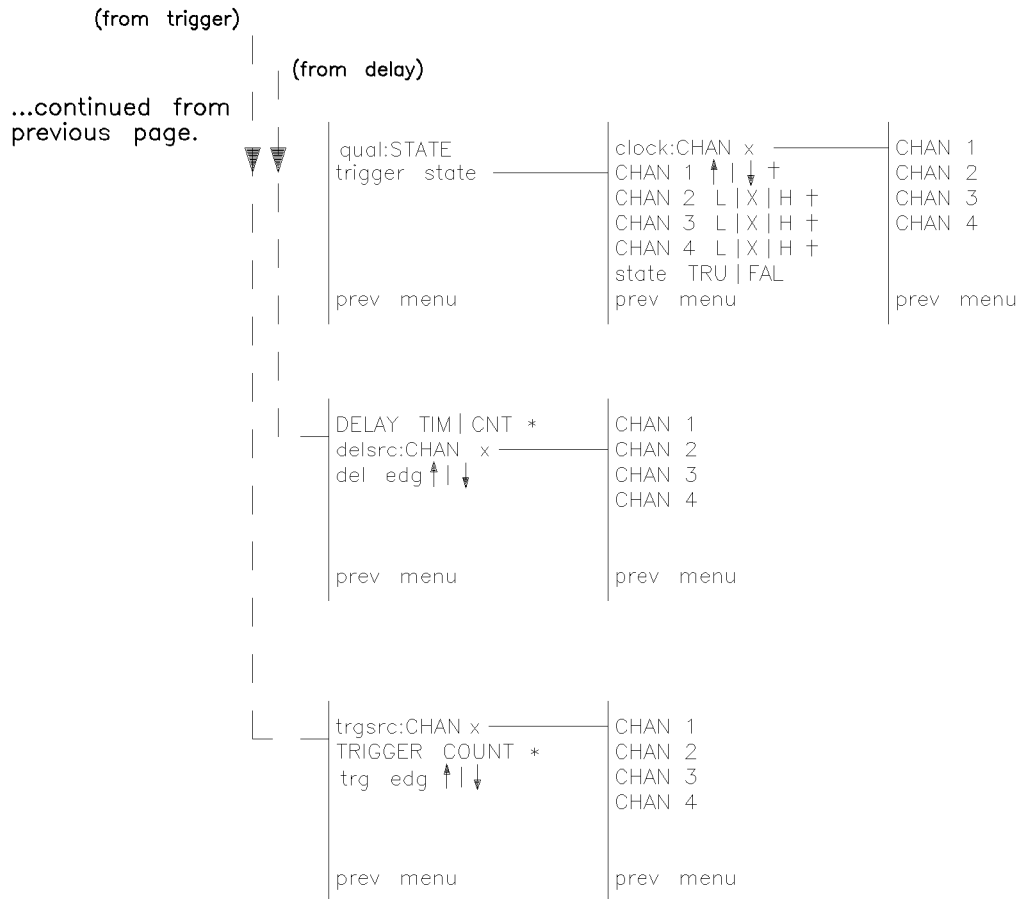 (from trigger)
(from delay)
...continued from
previous page.
qual:STATE
trigger state
prev menu
clock:CHAN x
CHAN 1 ↑ | ↓ †
CHAN 2 L | X | H †
CHAN 3 L | X | H †
CHAN 4 L | X | H †
state TRU | FAL
prev menu
CHAN 1
CHAN 2
CHAN 3
CHAN 4
prev menu
DELAY TIM | CNT *
delsrc:CHAN x
del edg ↑ | ↓
prev menu
CHAN 1
CHAN 2
CHAN 3
CHAN 4
prev menu
trgsrc:CHAN x
TRIGGER COUNT *
trg edg ↑ | ↓
prev menu
CHAN 1
CHAN 2
CHAN 3
CHAN 4
prev menu